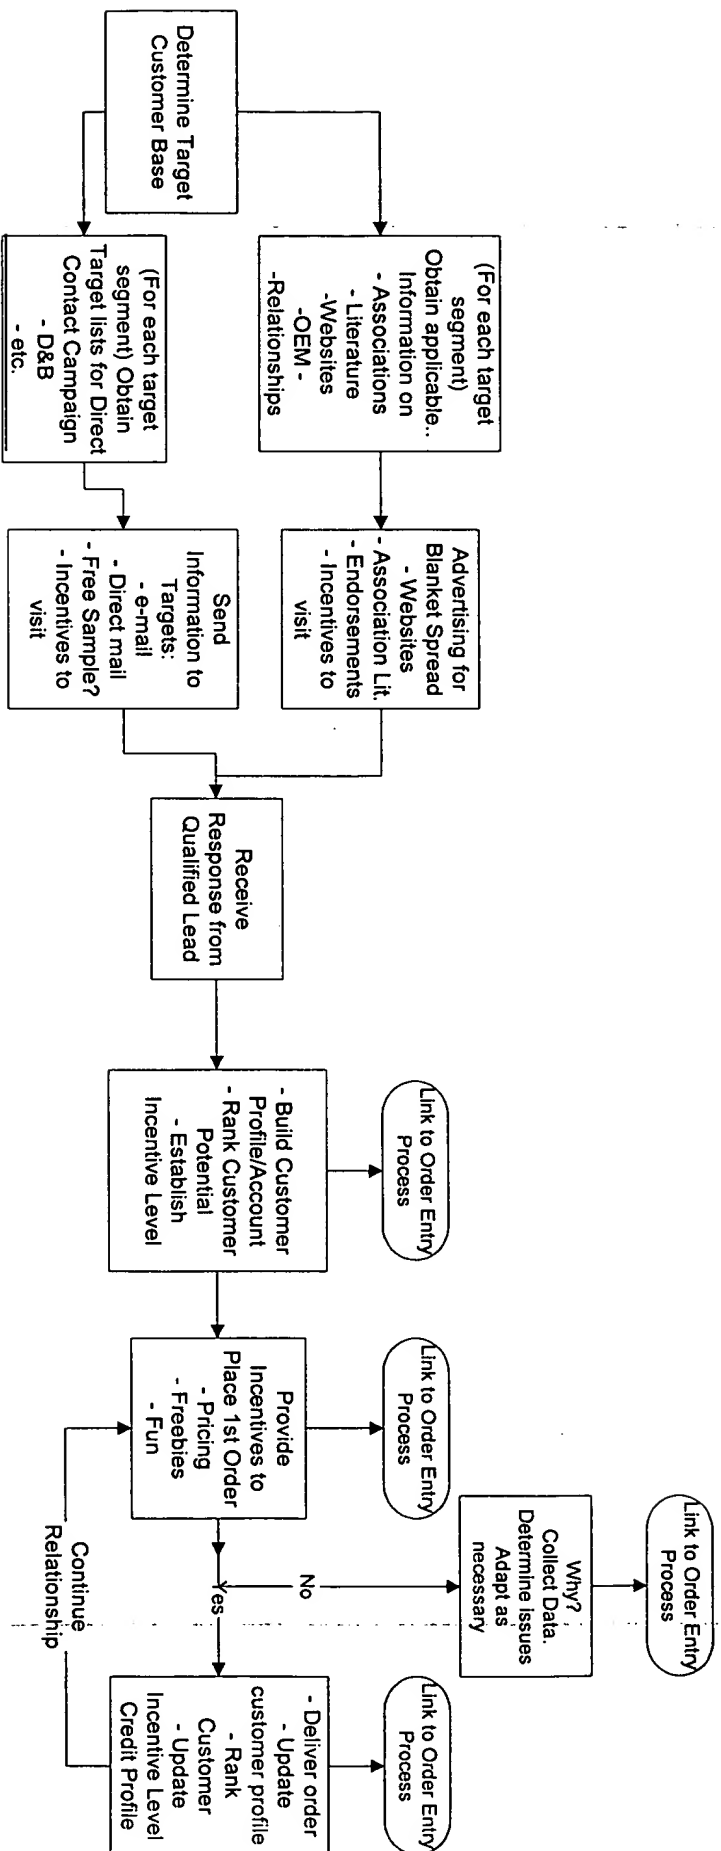 Determine Target
Customer Base
(For each target
segment)
Obtain applicable..
Information on
- Associations
- Literature
-Websites
-OEM -
-Relationships
(For each target
segment) Obtain
Target lists for Direct
Contact Campaign
- D&B
- etc.
Advertising for
Blanket Spread
- Websites
- Association Lit.
- Endorsements
- Incentives to
visit
Send
Information to
Targets:
- e-mail
- Direct mail
- Free Sample?
- Incentives to
visit
Receive
Response from
Qualified Lead
Link to Order Entry
Process
- Build Customer
Profile/Account
- Rank Customer
Potential
- Establish
Incentive Level
Link to Order Entry
Process
Provide
Incentives to
Place 1st Order
- Pricing
- Freebies
- Fun
Link to Order Entry
Process
Why?
Collect Data.
Determine issues
Adapt as
necessary
No
Yes
Continue
Relationship
Link to Order Entry
Process
- Deliver order
- Update
customer profile
- Rank
Customer
- Update
Incentive Level
Credit Profile